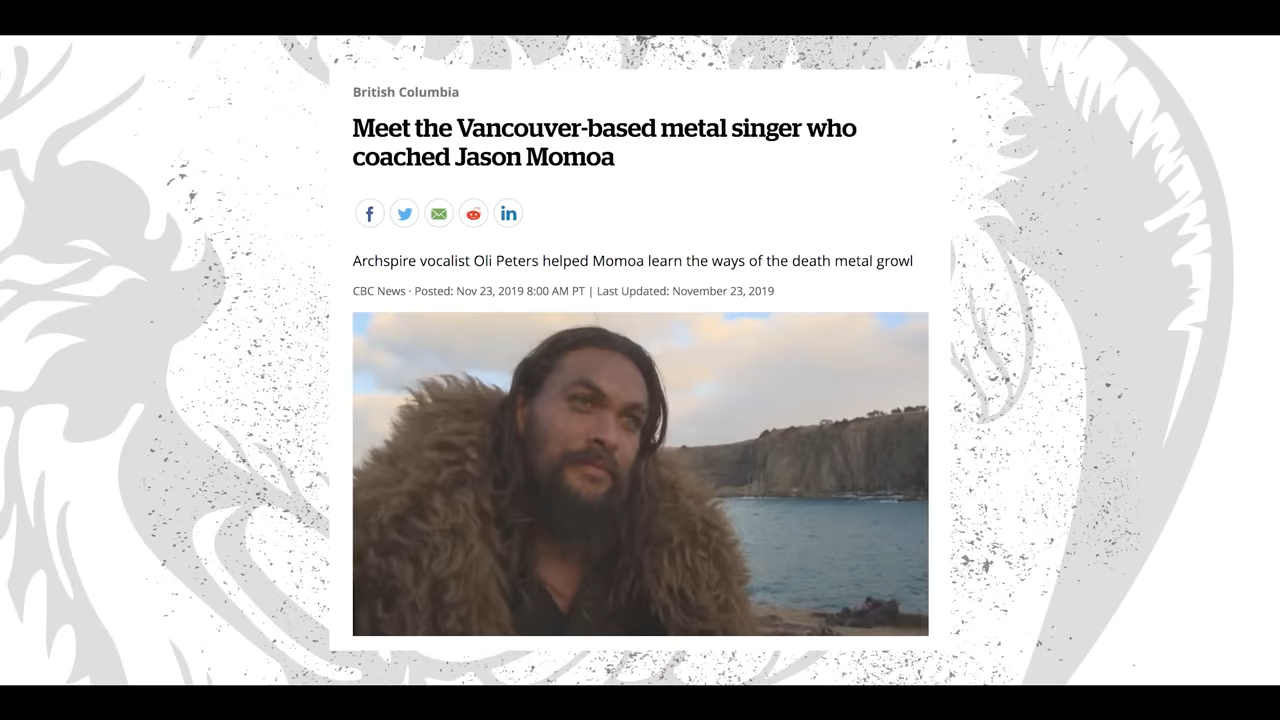 British Columbia
Meet the Vancouver-based metal singer who
coached Jason Momoa
Archspire vocalist Oli Peters helped Momoa learn the ways of the death metal growl
CBC News · Posted: Nov 23, 2019 8:00 AM PT | Last Updated: November 23, 2019